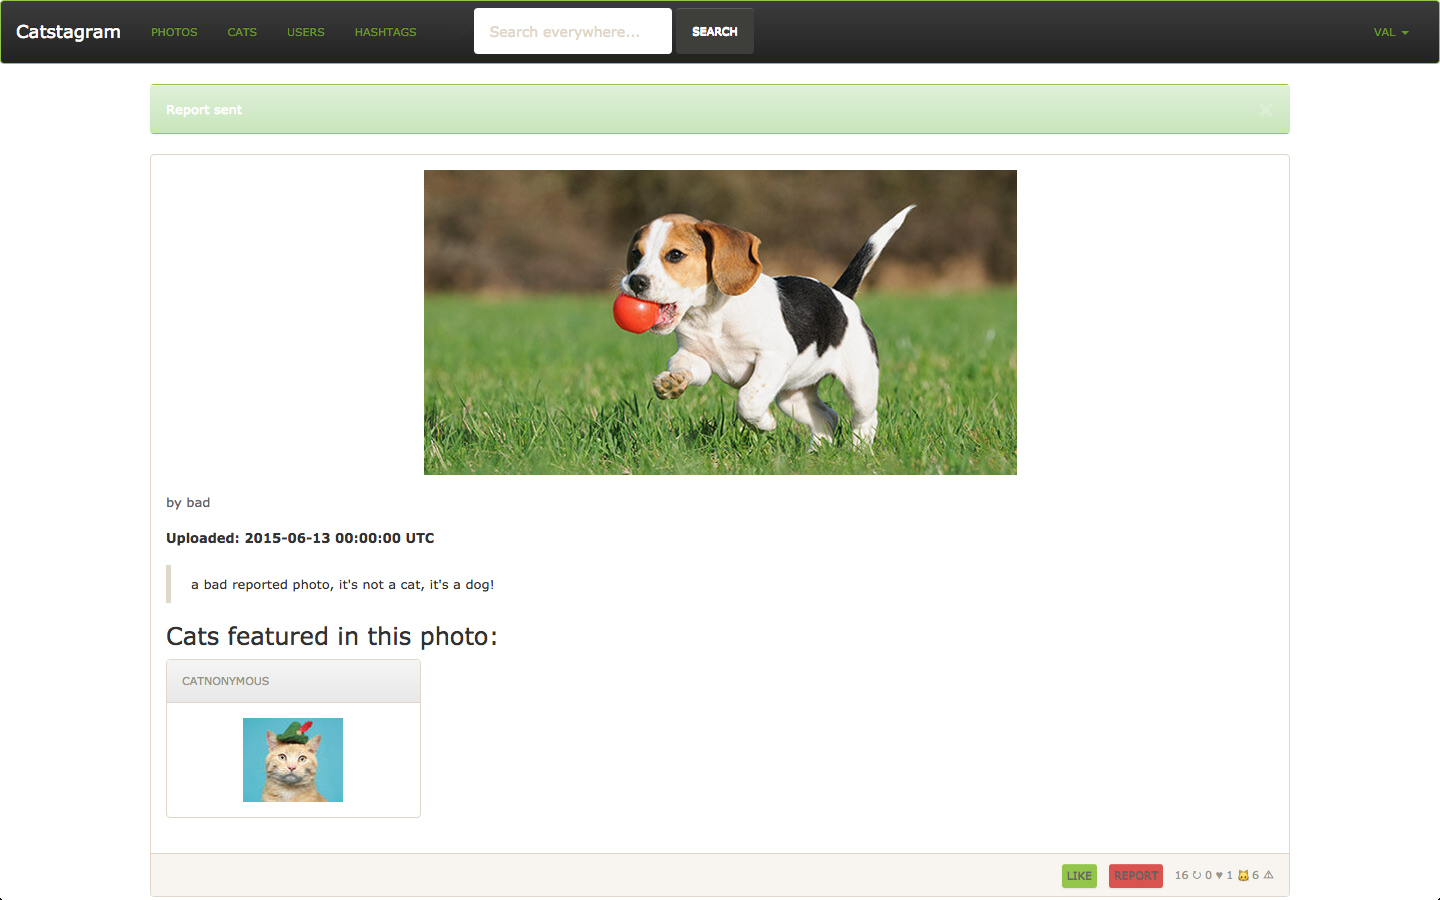 Catstagram PHOTOS CATS USERS HASHTAGS Search everywhere... SEARCH VAL
Report sent ×
by bad
Uploaded: 2015-06-13 00:00:00 UTC
a bad reported photo, it's not a cat, it's a dog!
Cats featured in this photo:
CATNONYMOUS
LIKE REPORT 16 ↻ 0 ♥ 1 🐱 6 ⚠